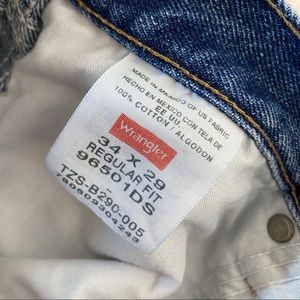 MADE IN MEXICO OF US FABRIC
HECHO EN MEXICO CON TELA DE
EE UU
100% COTTON / ALGODON
Wrangler
34 X 29
REGULAR FIT
96501DS
TZS-B290-005